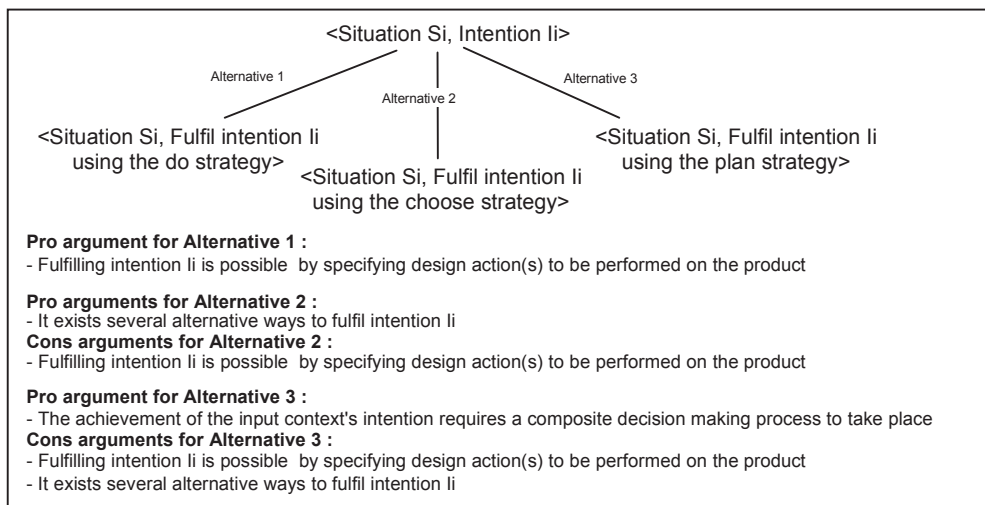 <Situation Si, Intention Ii>
Alternative 1
Alternative 2
Alternative 3
<Situation Si, Fulfil intention Ii
using the do strategy>
<Situation Si, Fulfil intention Ii
using the choose strategy>
<Situation Si, Fulfil intention Ii
using the plan strategy>
Pro argument for Alternative 1 :
- Fulfilling intention Ii is possible by specifying design action(s) to be performed on the product
Pro arguments for Alternative 2 :
- It exists several alternative ways to fulfil intention Ii
Cons arguments for Alternative 2 :
- Fulfilling intention Ii is possible by specifying design action(s) to be performed on the product
Pro argument for Alternative 3 :
- The achievement of the input context's intention requires a composite decision making process to take place
Cons arguments for Alternative 3 :
- Fulfilling intention Ii is possible by specifying design action(s) to be performed on the product
- It exists several alternative ways to fulfil intention Ii